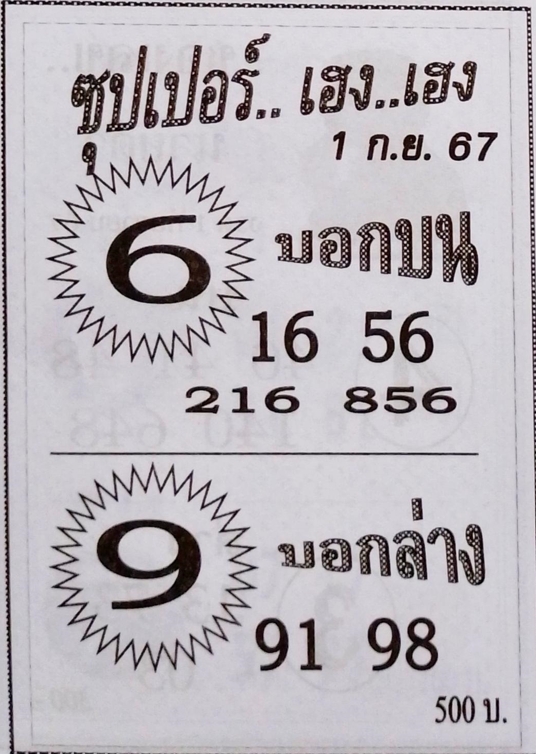 ซุปเปอร์.. เฮง..เฮง
1 ก.ย. 67
6 บอกบน
16 56
216 856
9 บอกล่าง
91 98
500 บ.